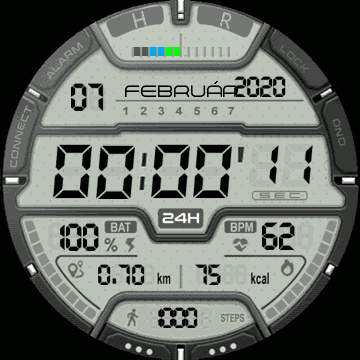 H R
ALARM LOCK
07 FEBRUÁR 2020
1 2 3 4 5 6 7
CONNECT DND
00:00' 11
SEC
24H
100 BAT % BPM 62
0.70 km 75 kcal
000 STEPS